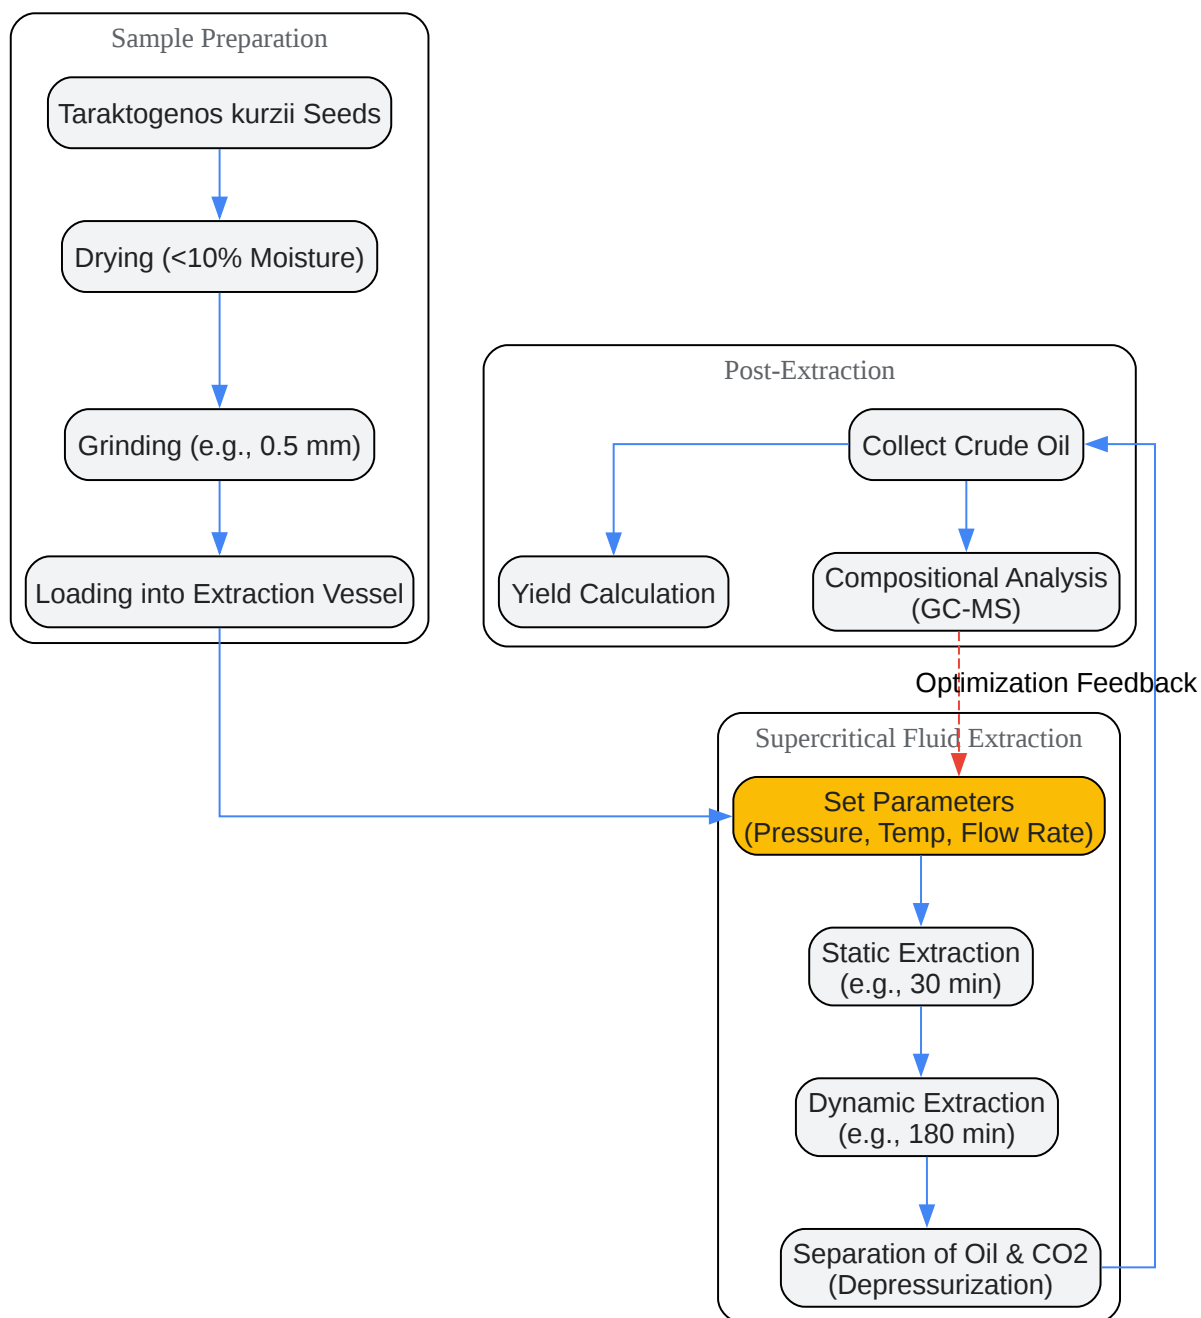 Sample Preparation
Taraktogenos kurzii Seeds
Drying (<10% Moisture)
Grinding (e.g., 0.5 mm)
Loading into Extraction Vessel
Post-Extraction
Collect Crude Oil
Yield Calculation
Compositional Analysis
(GC-MS)
Optimization Feedback
Supercritical Fluid Extraction
Set Parameters
(Pressure, Temp, Flow Rate)
Static Extraction
(e.g., 30 min)
Dynamic Extraction
(e.g., 180 min)
Separation of Oil & CO2
(Depressurization)